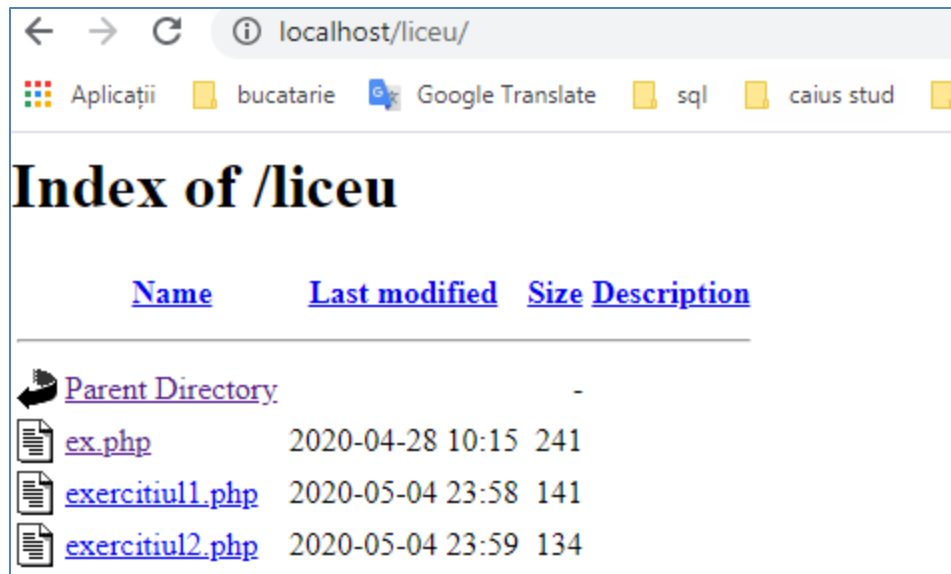 localhost/liceu/
Aplicații bucatarie Google Translate sql caius stud
Index of /liceu
Name Last modified Size Description
Parent Directory -
ex.php 2020-04-28 10:15 241
exercitiul1.php 2020-05-04 23:58 141
exercitiul2.php 2020-05-04 23:59 134